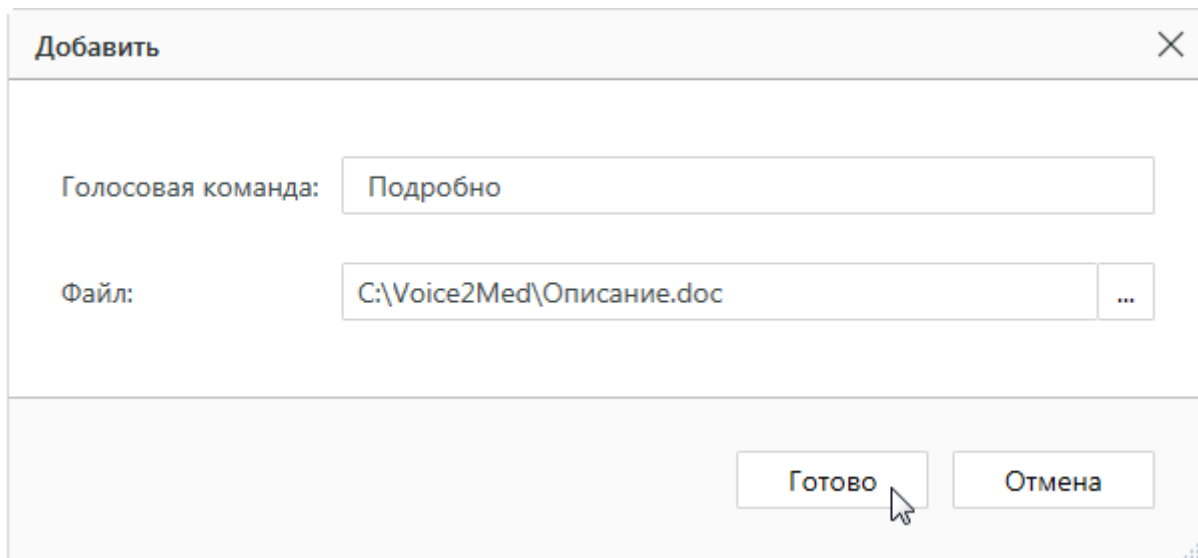 Добавить
Голосовая команда: Подробно
Файл: C:\Voice2Med\Описание.doc ...
Готово Отмена